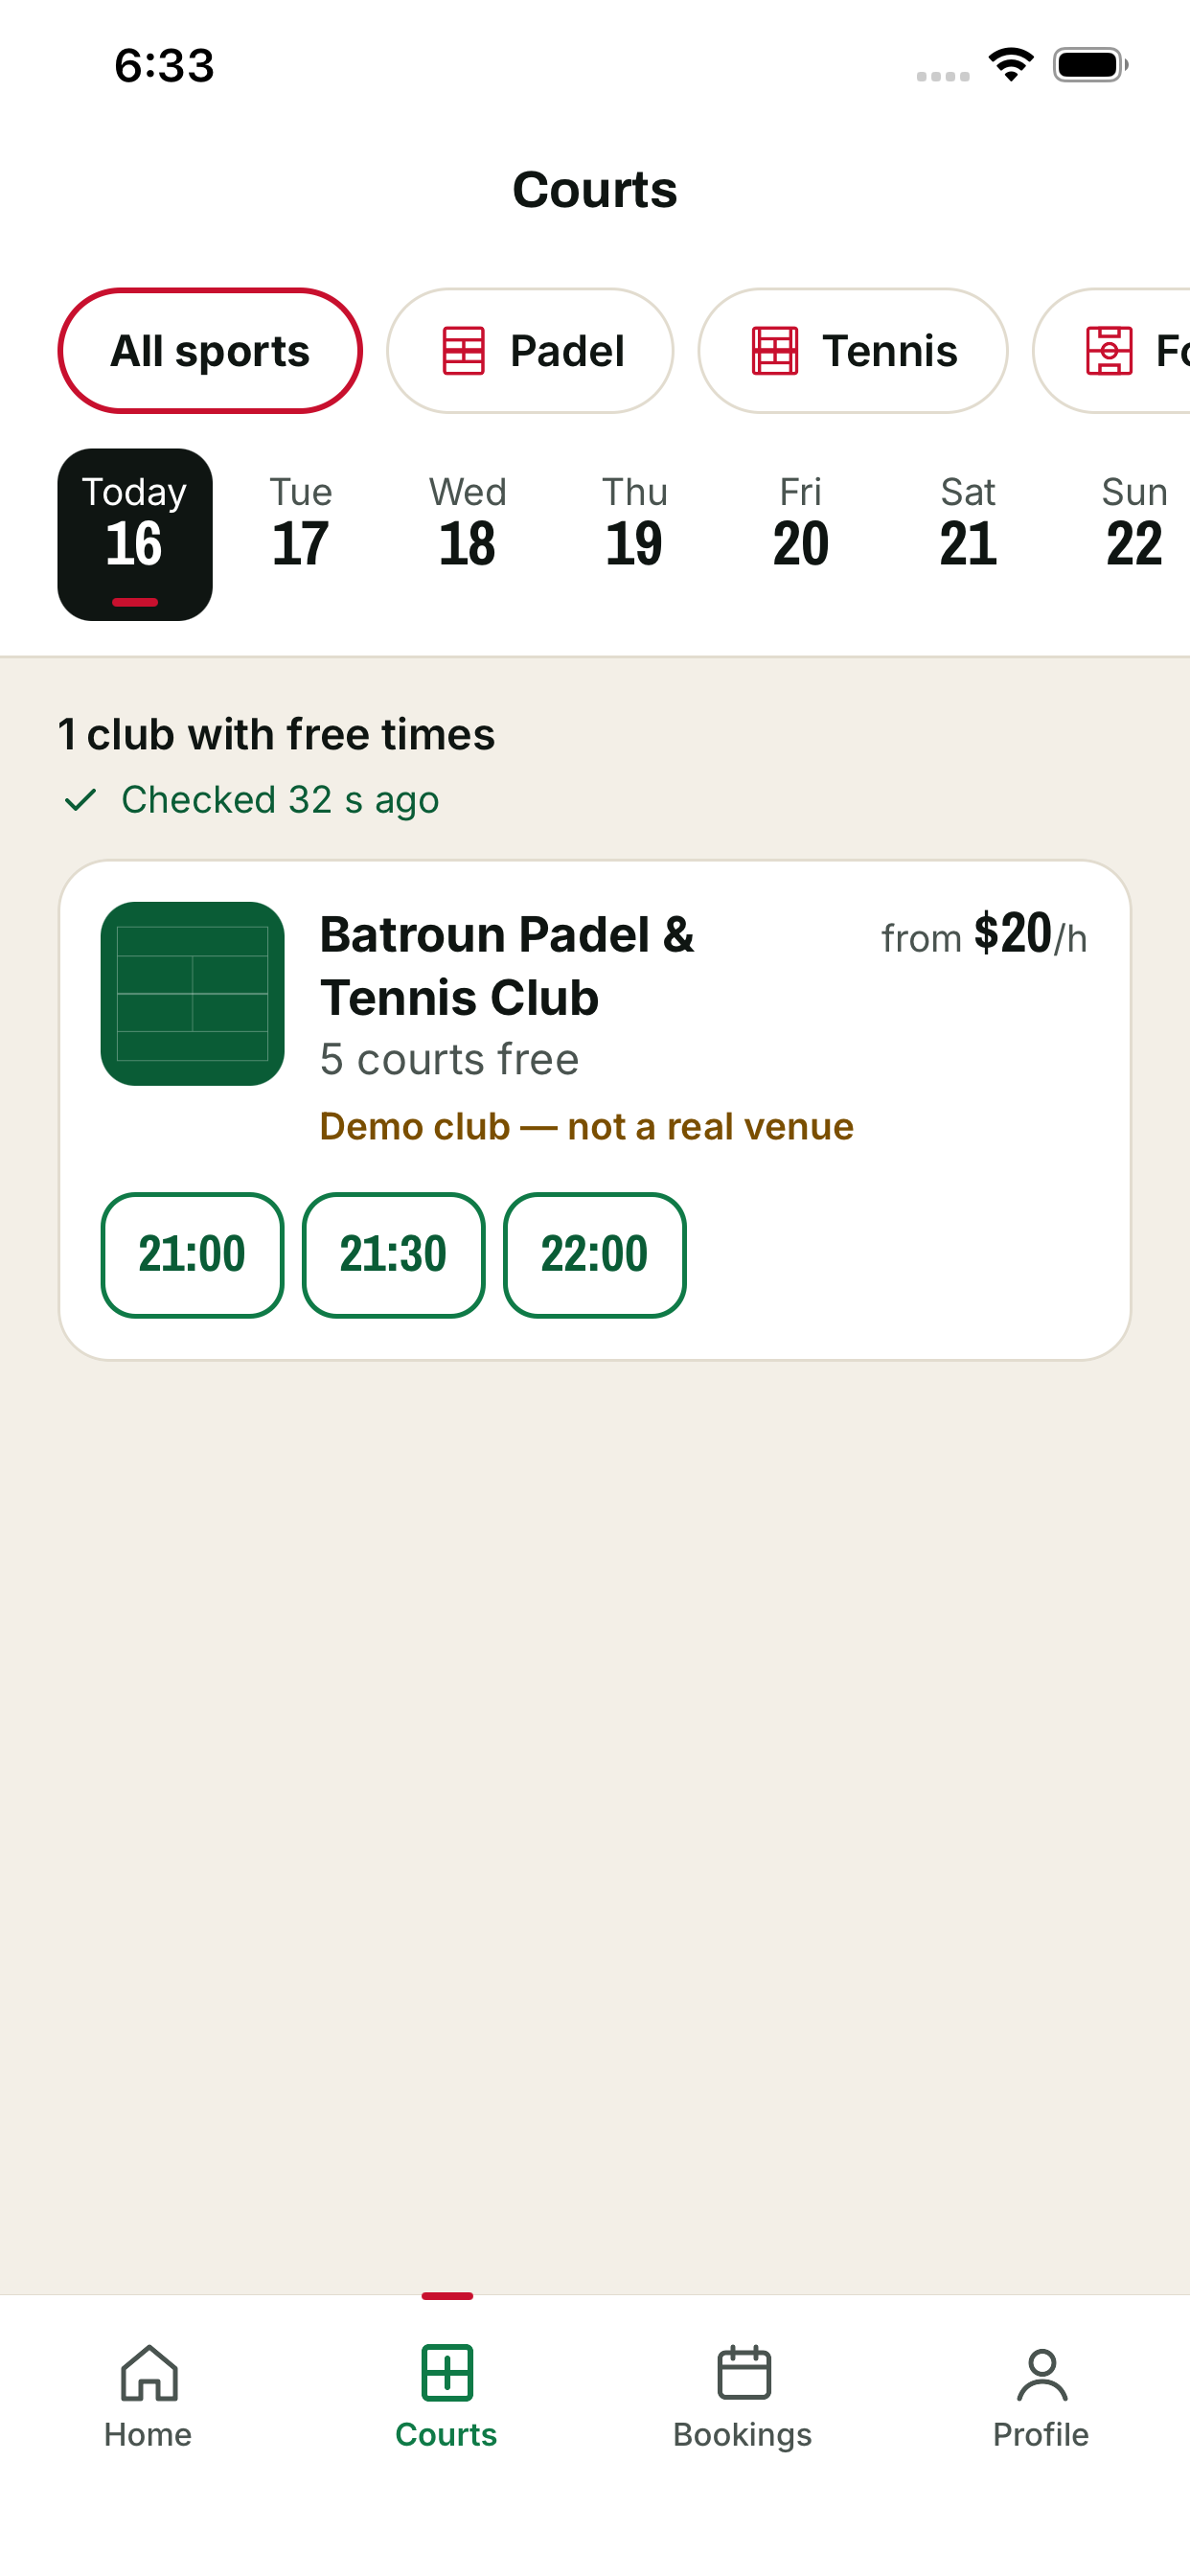 6:33
Courts
All sports
Padel
Tennis
Fo
Today Tue Wed Thu Fri Sat Sun
16 17 18 19 20 21 22
1 club with free times
Checked 32 s ago
Batroun Padel & from $20/h
Tennis Club
5 courts free
Demo club — not a real venue
21:00 21:30 22:00
Home Courts Bookings Profile